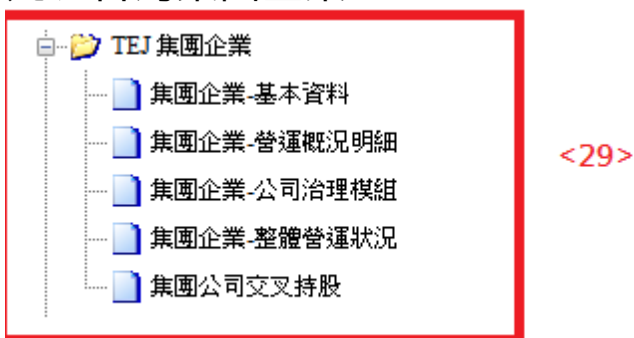 TEJ 集團企業
集團企業-基本資料
集團企業-營運概況明細
<29>
集團企業-公司治理模組
集團企業-整體營運狀況
集團公司交叉持股